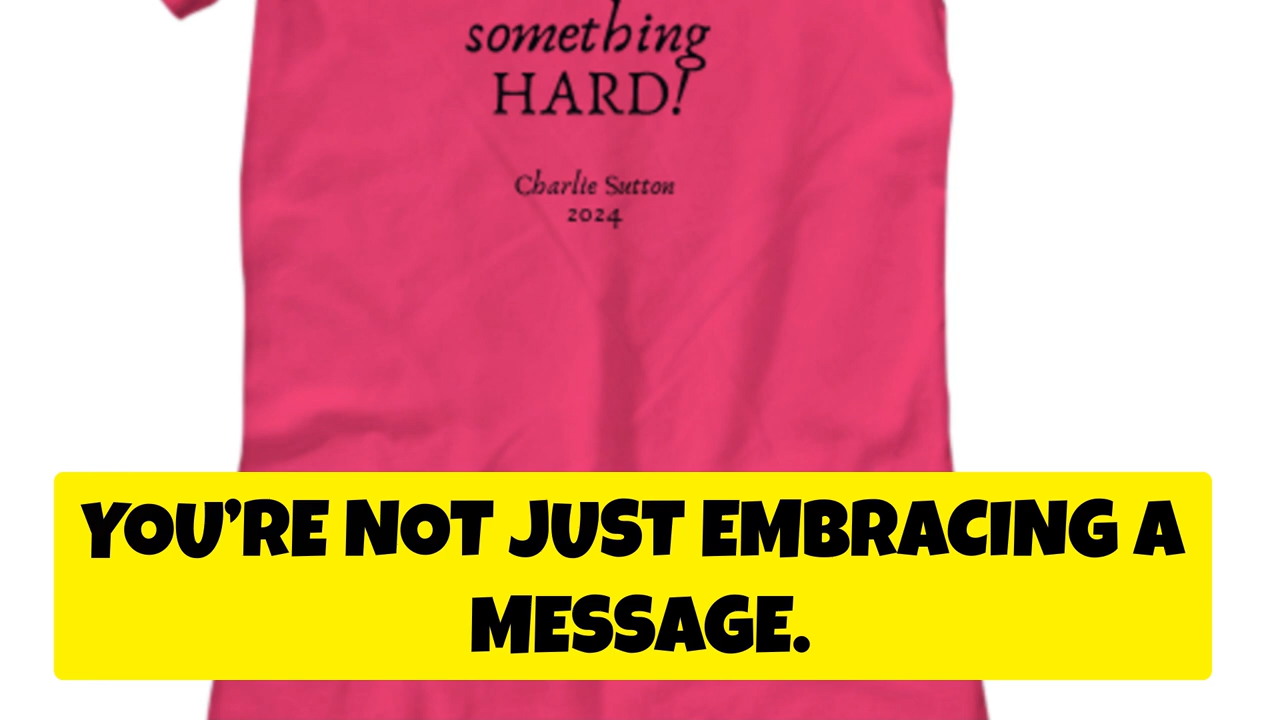 something
HARD!
Charlie Sutton
2024
YOU'RE NOT JUST EMBRACING A
MESSAGE.